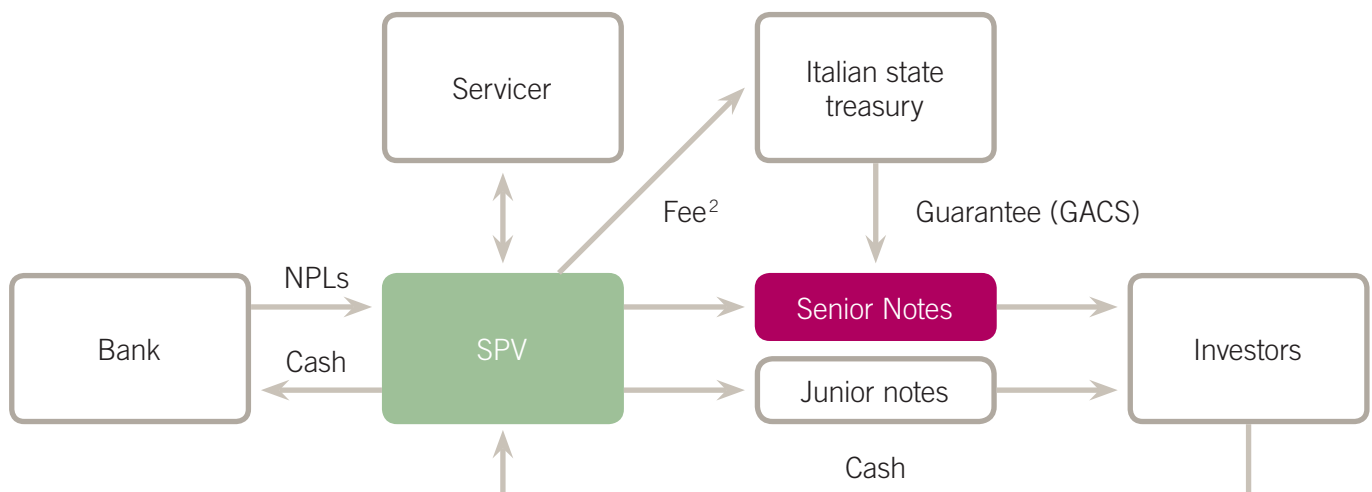 Servicer
Italian state
treasury
Fee²
Guarantee (GACS)
NPLs
Bank
Cash
SPV
Senior Notes
Junior notes
Investors
Cash